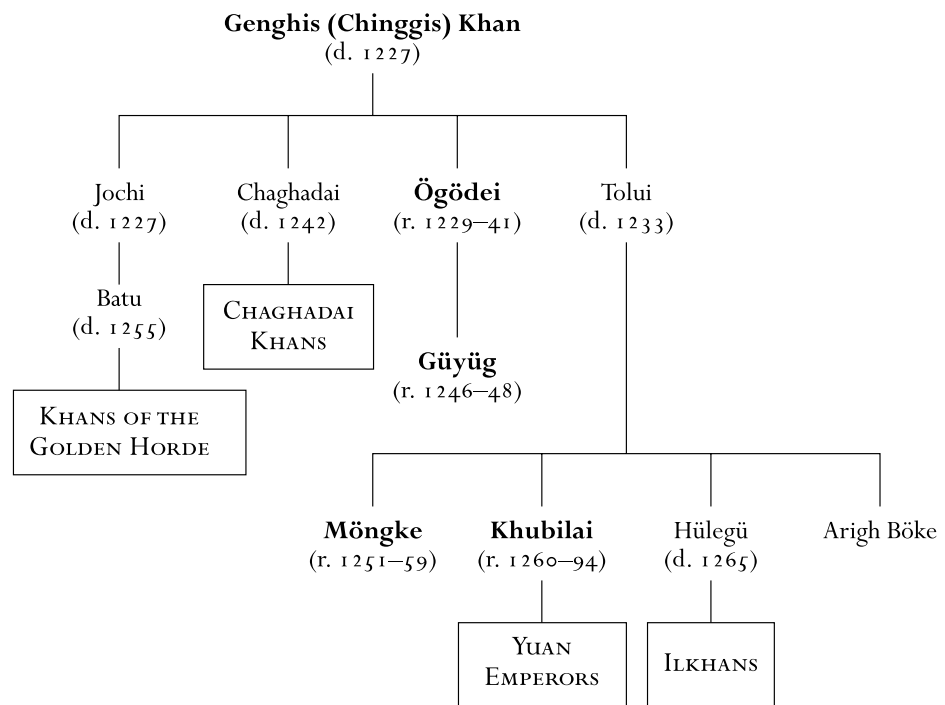 Genghis (Chinggis) Khan
(d. 1227)
Jochi
(d. 1227)
Chaghadai
(d. 1242)
Ögödei
(r. 1229–41)
Tolui
(d. 1233)
Batu
(d. 1255)
Chaghadai
Khans
Güyüg
(r. 1246–48)
Khans of the
Golden Horde
Möngke
(r. 1251–59)
Khubilai
(r. 1260–94)
Hülegü
(d. 1265)
Arigh Böke
Yuan
Emperors
Ilkhans